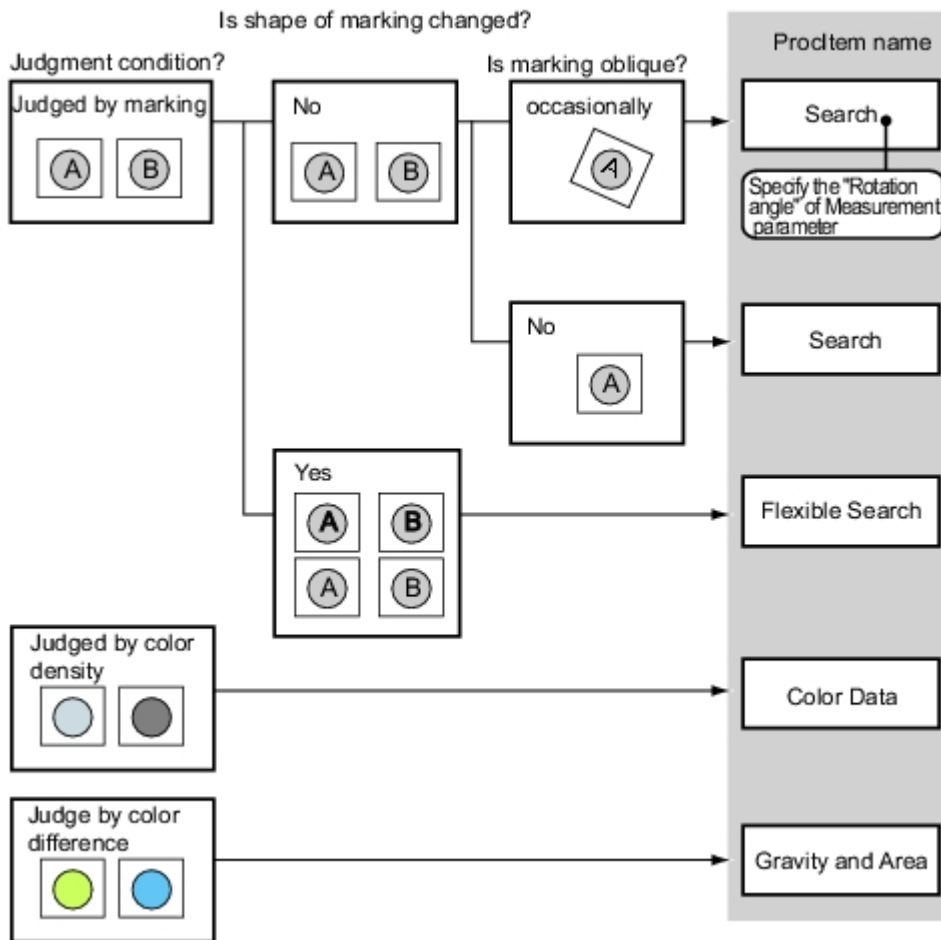 Is shape of marking changed?
ProcItem name
Judgment condition?
Is marking oblique?
Judged by marking
A
B
No
A
B
occasionally
A
Search
Specify the "Rotation
angle" of Measurement
parameter
No
A
Search
Yes
A
B
A
B
Flexible Search
Judged by color
density
Color Data
Judge by color
difference
Gravity and Area